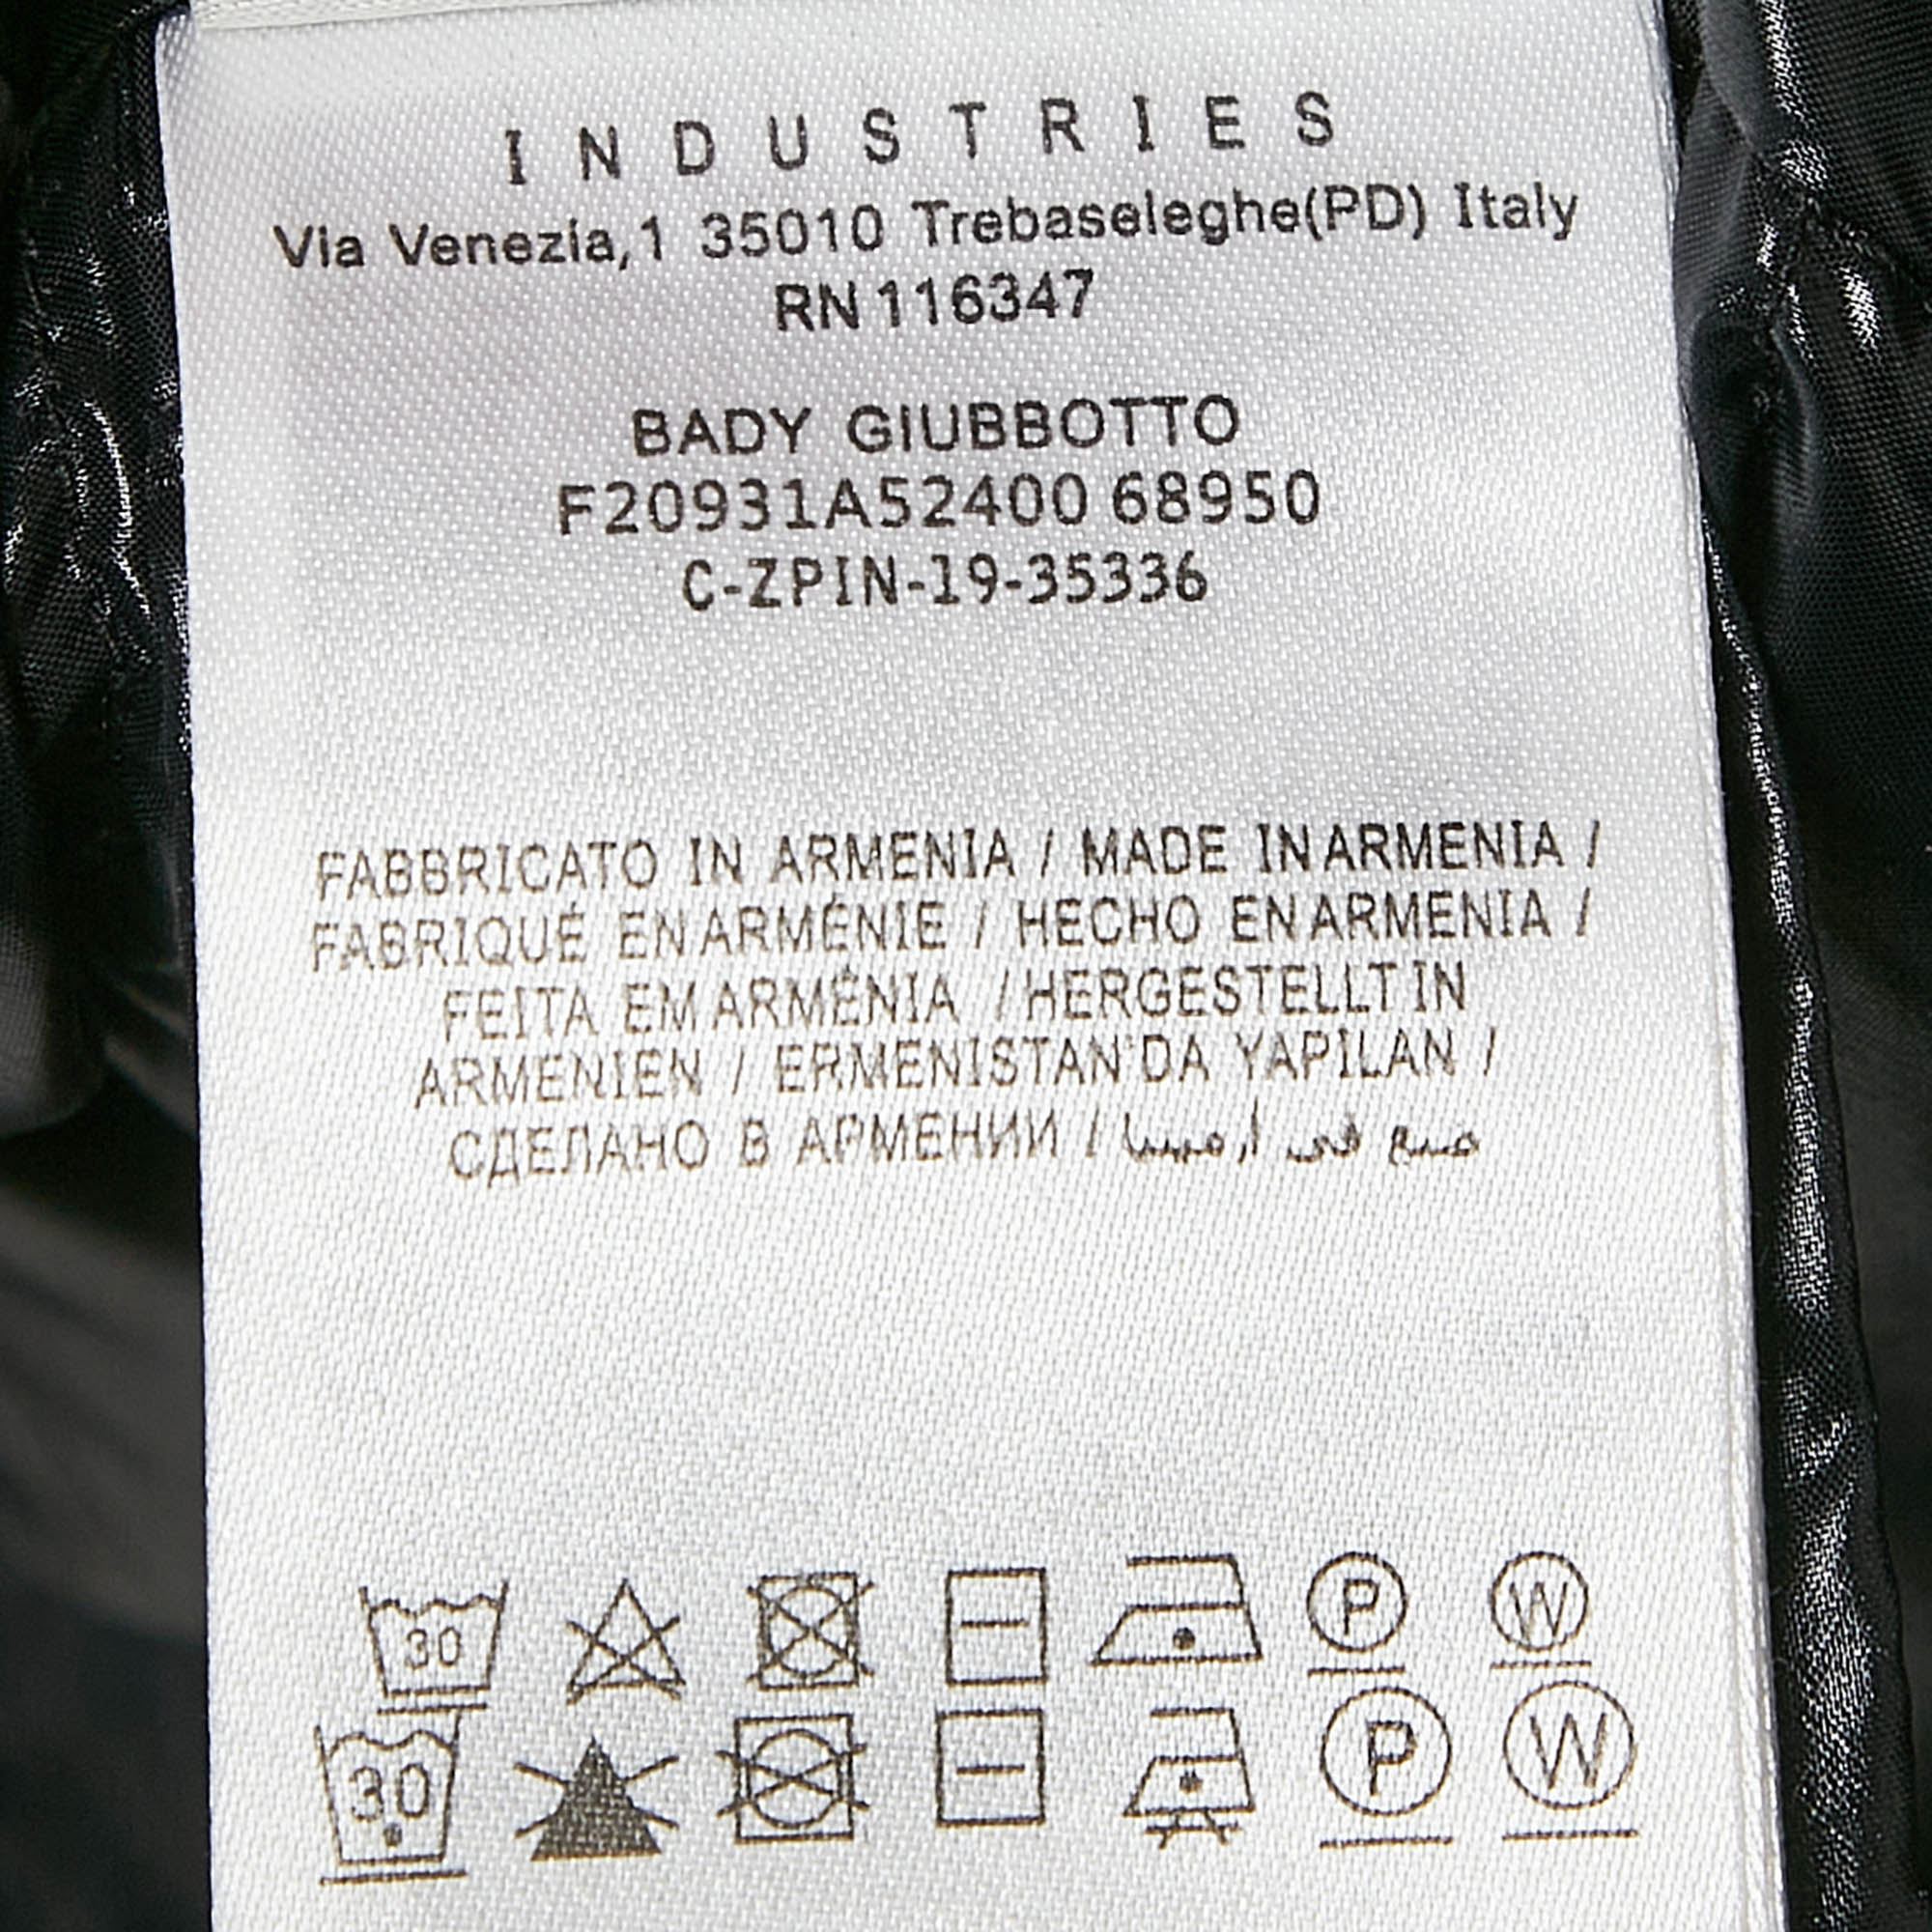 INDUSTRIES
Via Venezia,1 35010 Trebaseleghe(PD) Italy
RN 116347
BADY GIUBBOTTO
F20931A52400 68950
C-ZPIN-19-35336
FABBRICATO IN ARMENIA / MADE IN ARMENIA /
FABRIQUÉ EN ARMÉNIE / HECHO EN ARMENIA /
FEITA EM ARMÊNIA / HERGESTELLT IN
ARMENIEN / ERMENISTAN'DA YAPILAN /
СДЕЛАНО В АРМЕНИИ / صنع في أرمينيا
30 P W
30 P W